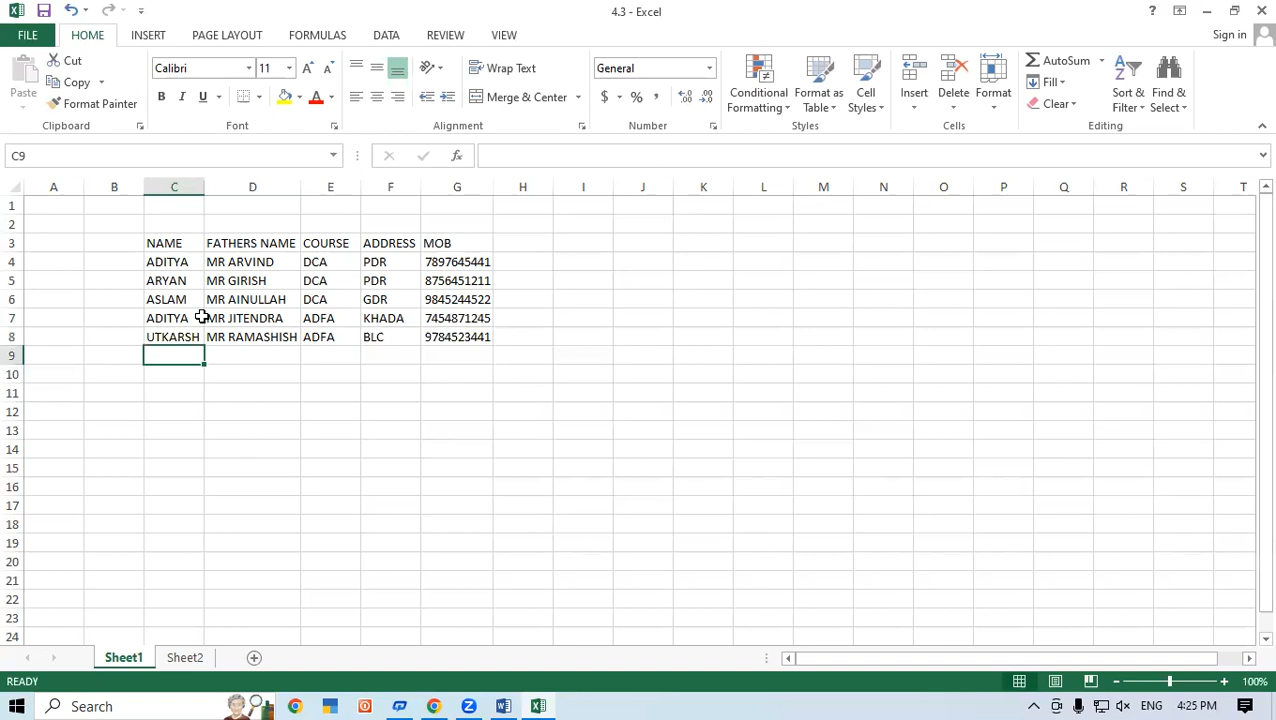 4.3 - Excel
?
FILE HOME INSERT PAGE LAYOUT FORMULAS DATA REVIEW VIEW Sign in
Paste Cut Copy Format Painter Clipboard
Calibri 11 A A B I U A Font
Wrap Text Merge & Center Alignment
General $ % , Number
Conditional Formatting Format as Table Cell Styles Styles
Insert Delete Format Cells
AutoSum Fill Clear Sort & Filter Find & Select Editing
C9 fx
A B C D E F G H I J K L M N O P Q R S T
1
2
3 NAME FATHERS NAME COURSE ADDRESS MOB
4 ADITYA MR ARVIND DCA PDR 7897645441
5 ARYAN MR GIRISH DCA PDR 8756451211
6 ASLAM MR AINULLAH DCA GDR 9845244522
7 ADITYA MR JITENDRA ADFA KHADA 7454871245
8 UTKARSH MR RAMASHISH ADFA BLC 9784523441
9
10
11
12
13
14
15
16
17
18
19
20
21
22
23
24
Sheet1 Sheet2
READY 100%
Search 4:25 PM